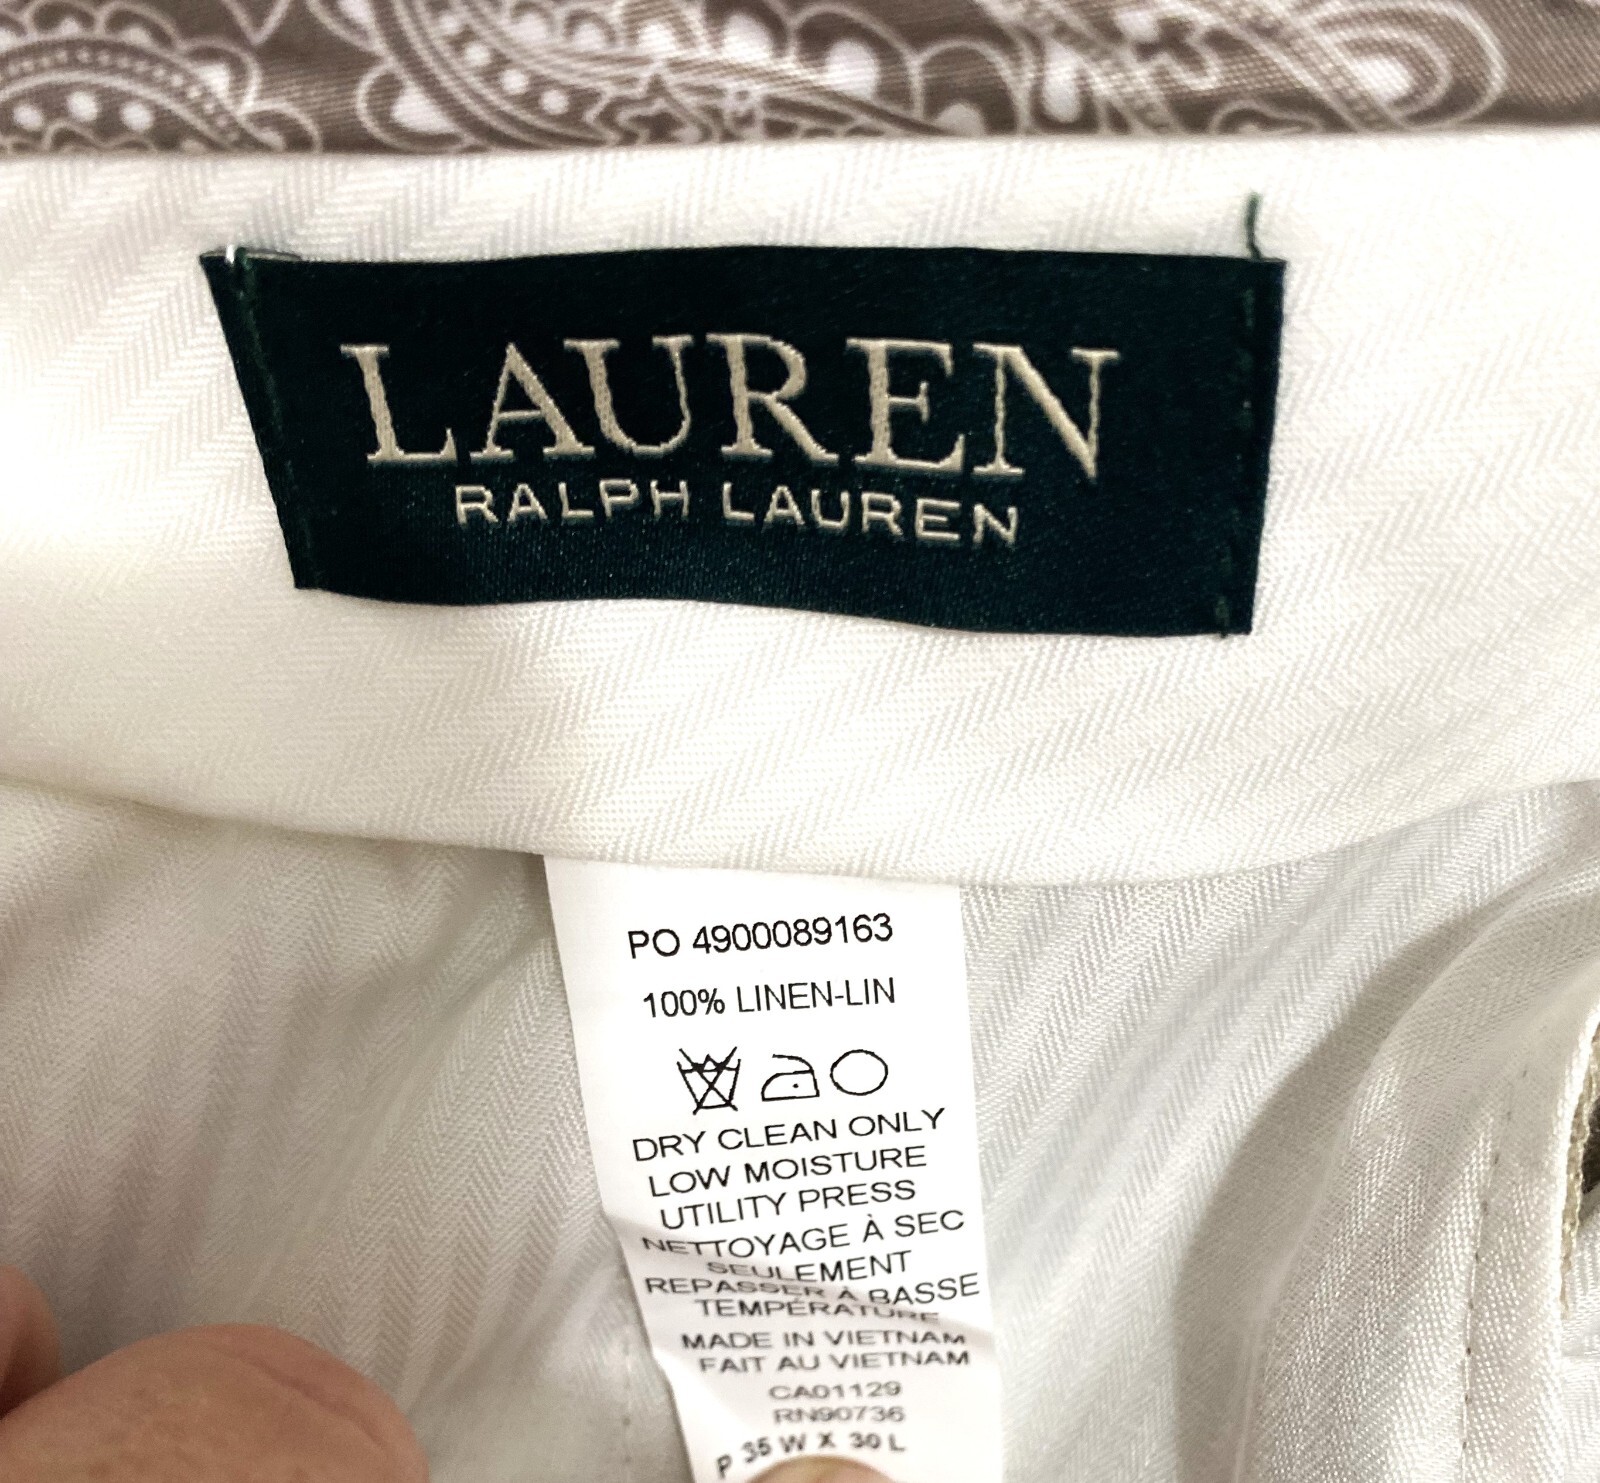 LAUREN
RALPH LAUREN
PO 4900089163
100% LINEN-LIN
DRY CLEAN ONLY
LOW MOISTURE
UTILITY PRESS
NETTOYAGE À SEC
SEULEMENT
REPASSER À BASSE
TEMPÉRATURE
MADE IN VIETNAM
FAIT AU VIETNAM
CA01129
RN90736
P 35 W X 30 L